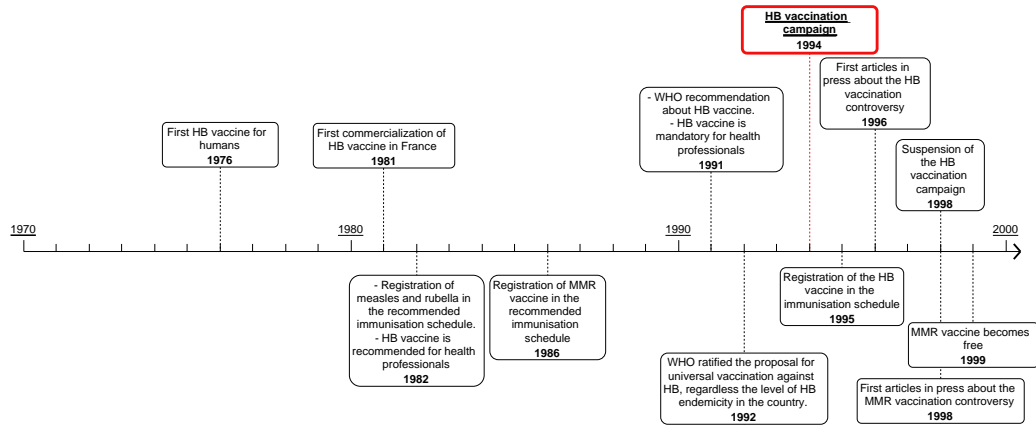 HB vaccination
campaign
1994
First articles in
press about the HB
vaccination
controversy
1996
- WHO recommendation
about HB vaccine.
- HB vaccine is
mandatory for health
professionals
1991
First HB vaccine for
humans
1976
First commercialization of
HB vaccine in France
1981
Suspension of
the HB
vaccination
campaign
1998
1970
1980
1990
2000
- Registration of
measles and rubella in
the recommended
immunisation schedule.
- HB vaccine is
recommended for health
professionals
1982
Registration of MMR
vaccine in the
recommended
immunisation
schedule
1986
Registration of the HB
vaccine in the
immunisation schedule
1995
MMR vaccine becomes
free
1999
WHO ratified the proposal for
universal vaccination against
HB, regardless the level of HB
endemicity in the country.
1992
First articles in press about the
MMR vaccination controversy
1998